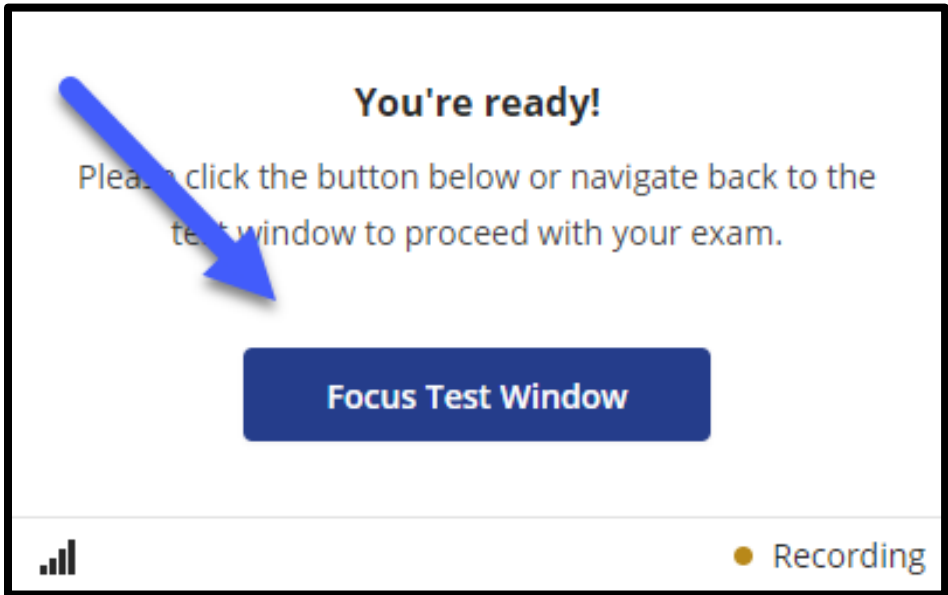 You're ready!
Please click the button below or navigate back to the
test window to proceed with your exam.
Focus Test Window
Recording